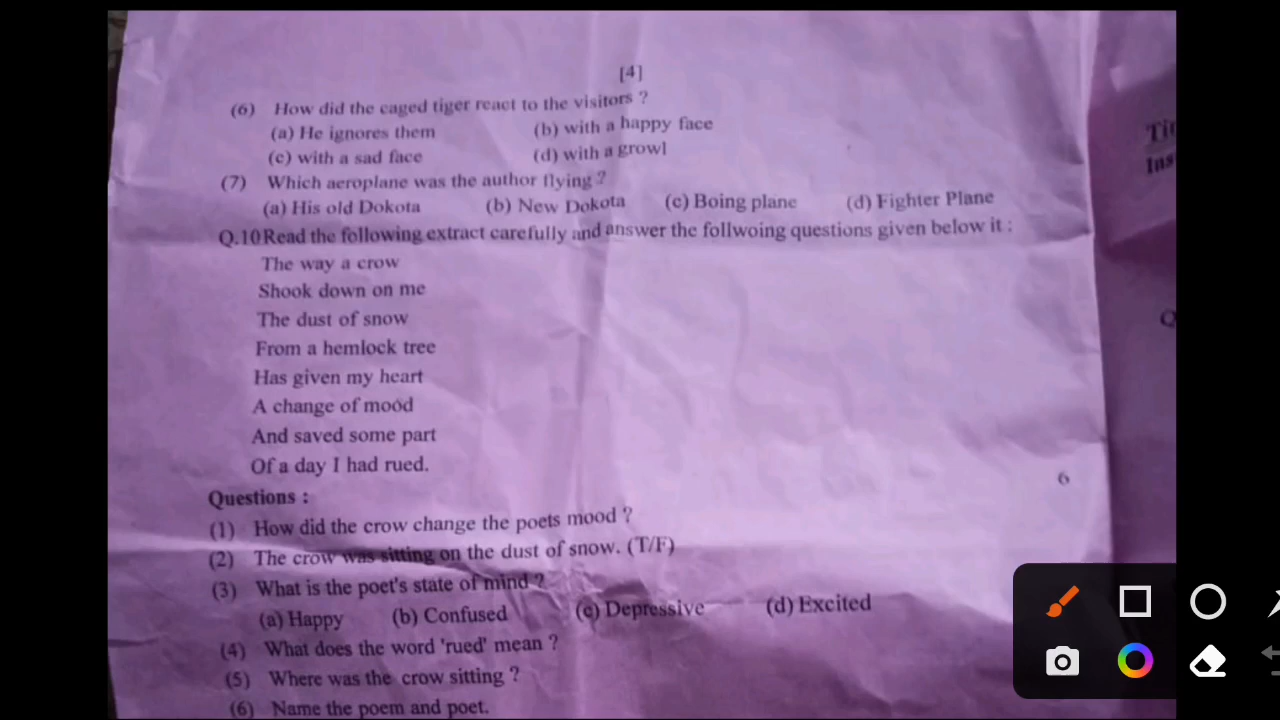 [4]
(6) How did the caged tiger react to the visitors ?
(a) He ignores them (b) with a happy face
(c) with a sad face (d) with a growl
(7) Which aeroplane was the author flying ?
(a) His old Dokota (b) New Dokota (c) Boing plane (d) Fighter Plane
Q.10 Read the following extract carefully and answer the follwoing questions given below it :
The way a crow
Shook down on me
The dust of snow
From a hemlock tree
Has given my heart
A change of mood
And saved some part
Of a day I had rued.
6
Questions :
(1) How did the crow change the poets mood ?
(2) The crow was sitting on the dust of snow. (T/F)
(3) What is the poet's state of mind ?
(a) Happy (b) Confused (c) Depressive (d) Excited
(4) What does the word 'rued' mean ?
(5) Where was the crow sitting ?
(6) Name the poem and poet.